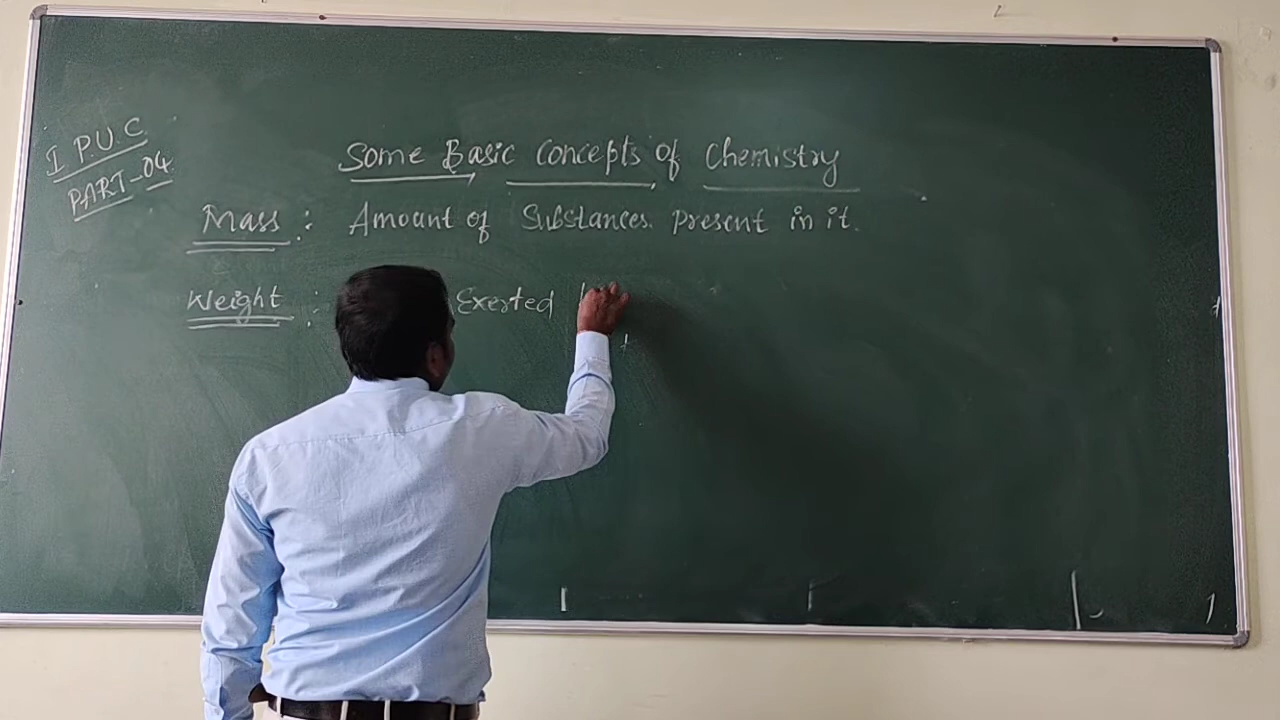 I P.U.C
PART-04
Some Basic Concepts of Chemistry
Mass : Amount of Substances. present in it.
Weight : Exerted